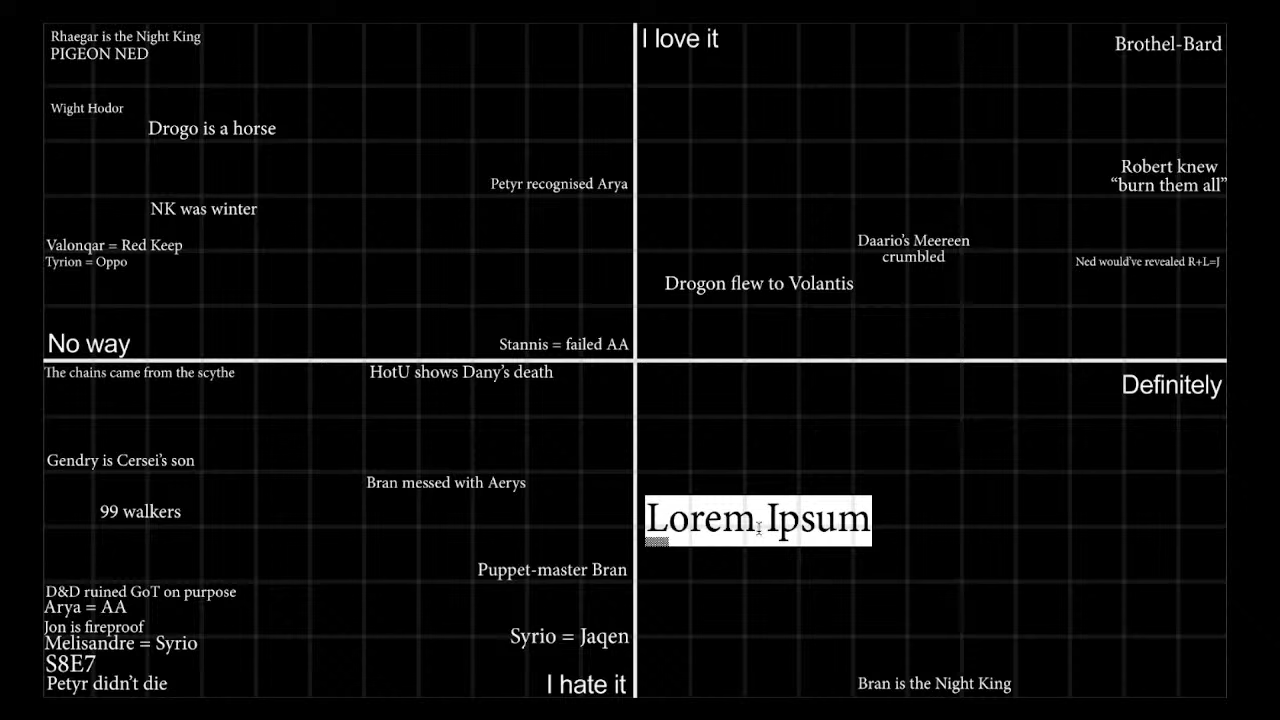 Rhaegar is the Night King
PIGEON NED
I love it
Brothel-Bard
Wight Hodor
Drogo is a horse
Petyr recognised Arya
Robert knew
“burn them all”
NK was winter
Valonqar = Red Keep
Tyrion = Oppo
Daario’s Meereen
crumbled
Ned would’ve revealed R+L=J
Drogon flew to Volantis
No way
Stannis = failed AA
The chains came from the scythe
HotU shows Dany’s death
Definitely
Gendry is Cersei’s son
Bran messed with Aerys
99 walkers
Lorem Ipsum
Puppet-master Bran
D&D ruined GoT on purpose
Arya = AA
Jon is fireproof
Melisandre = Syrio
Syrio = Jaqen
S8E7
Petyr didn’t die
I hate it
Bran is the Night King